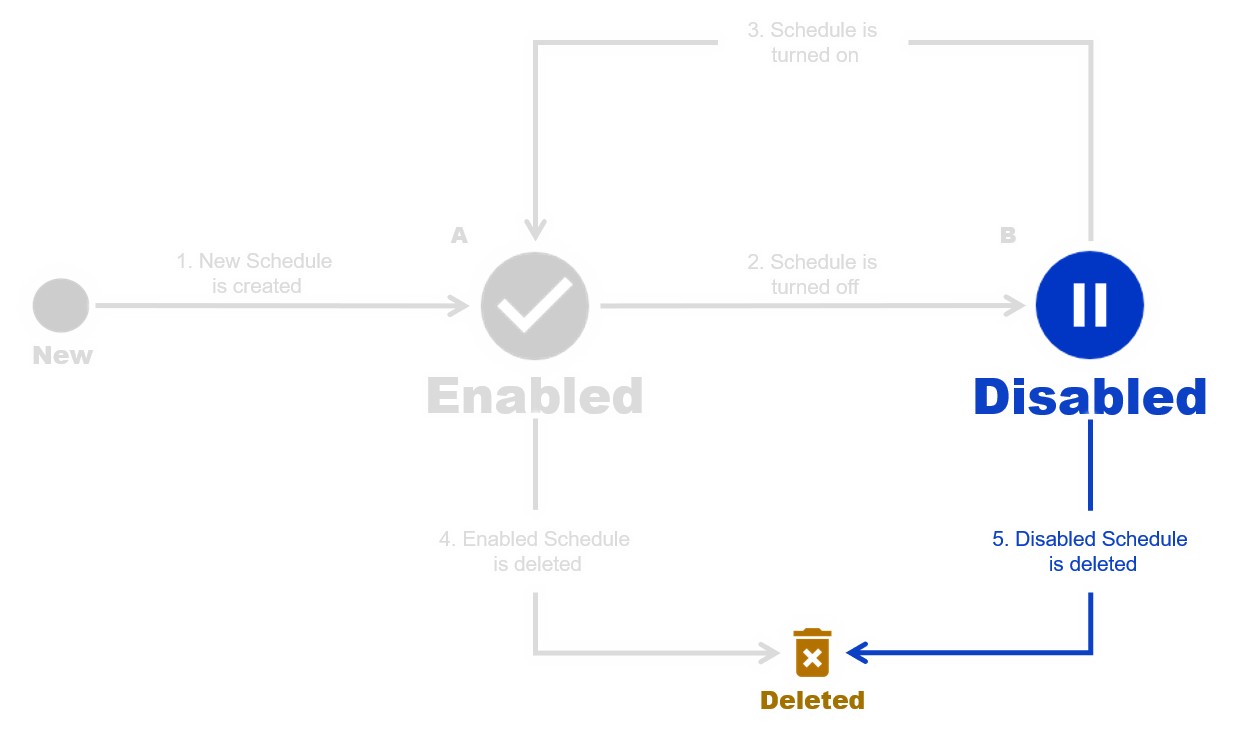 3. Schedule is
turned on
A
B
1. New Schedule
is created
2. Schedule is
turned off
New
Enabled
Disabled
4. Enabled Schedule
is deleted
5. Disabled Schedule
is deleted
Deleted